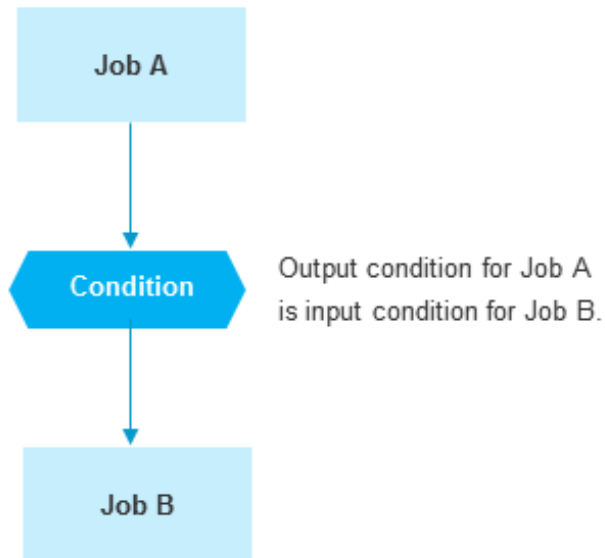 Job A
Condition
Output condition for Job A
is input condition for Job B.
Job B